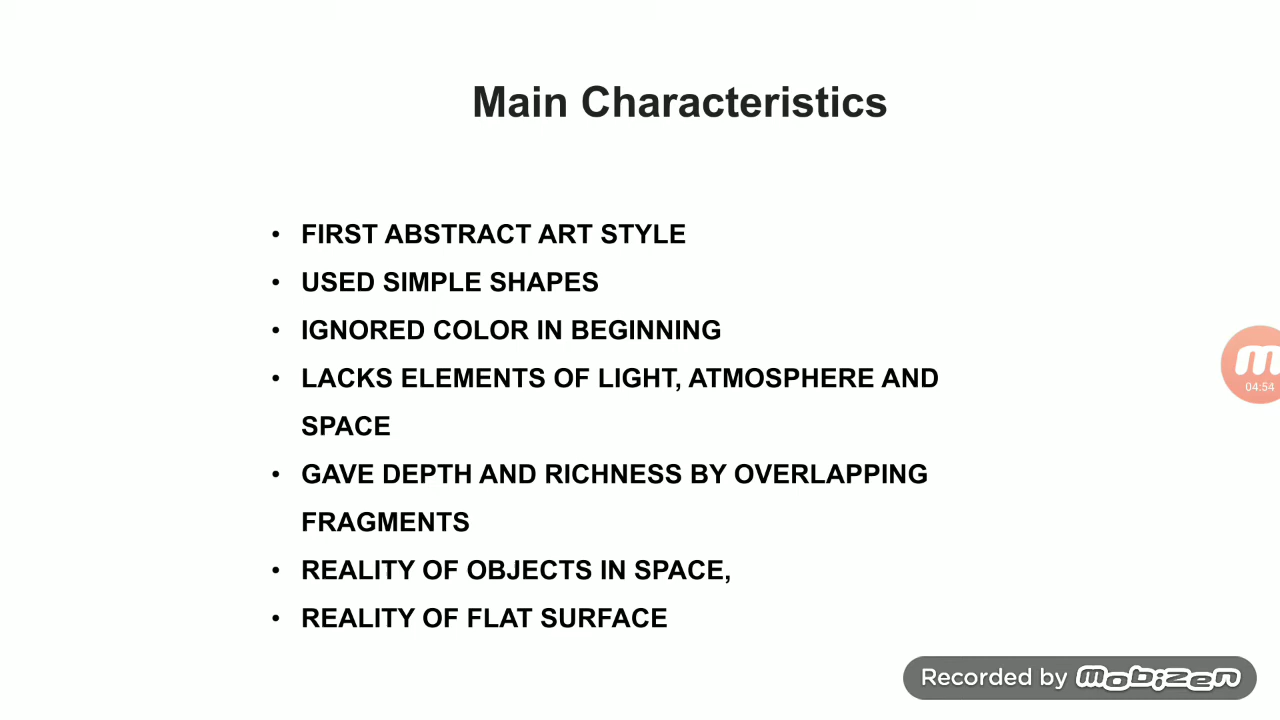 Main Characteristics
• FIRST ABSTRACT ART STYLE
• USED SIMPLE SHAPES
• IGNORED COLOR IN BEGINNING
• LACKS ELEMENTS OF LIGHT, ATMOSPHERE AND
SPACE
• GAVE DEPTH AND RICHNESS BY OVERLAPPING
FRAGMENTS
• REALITY OF OBJECTS IN SPACE,
• REALITY OF FLAT SURFACE
m
04:54
Recorded by mobizen